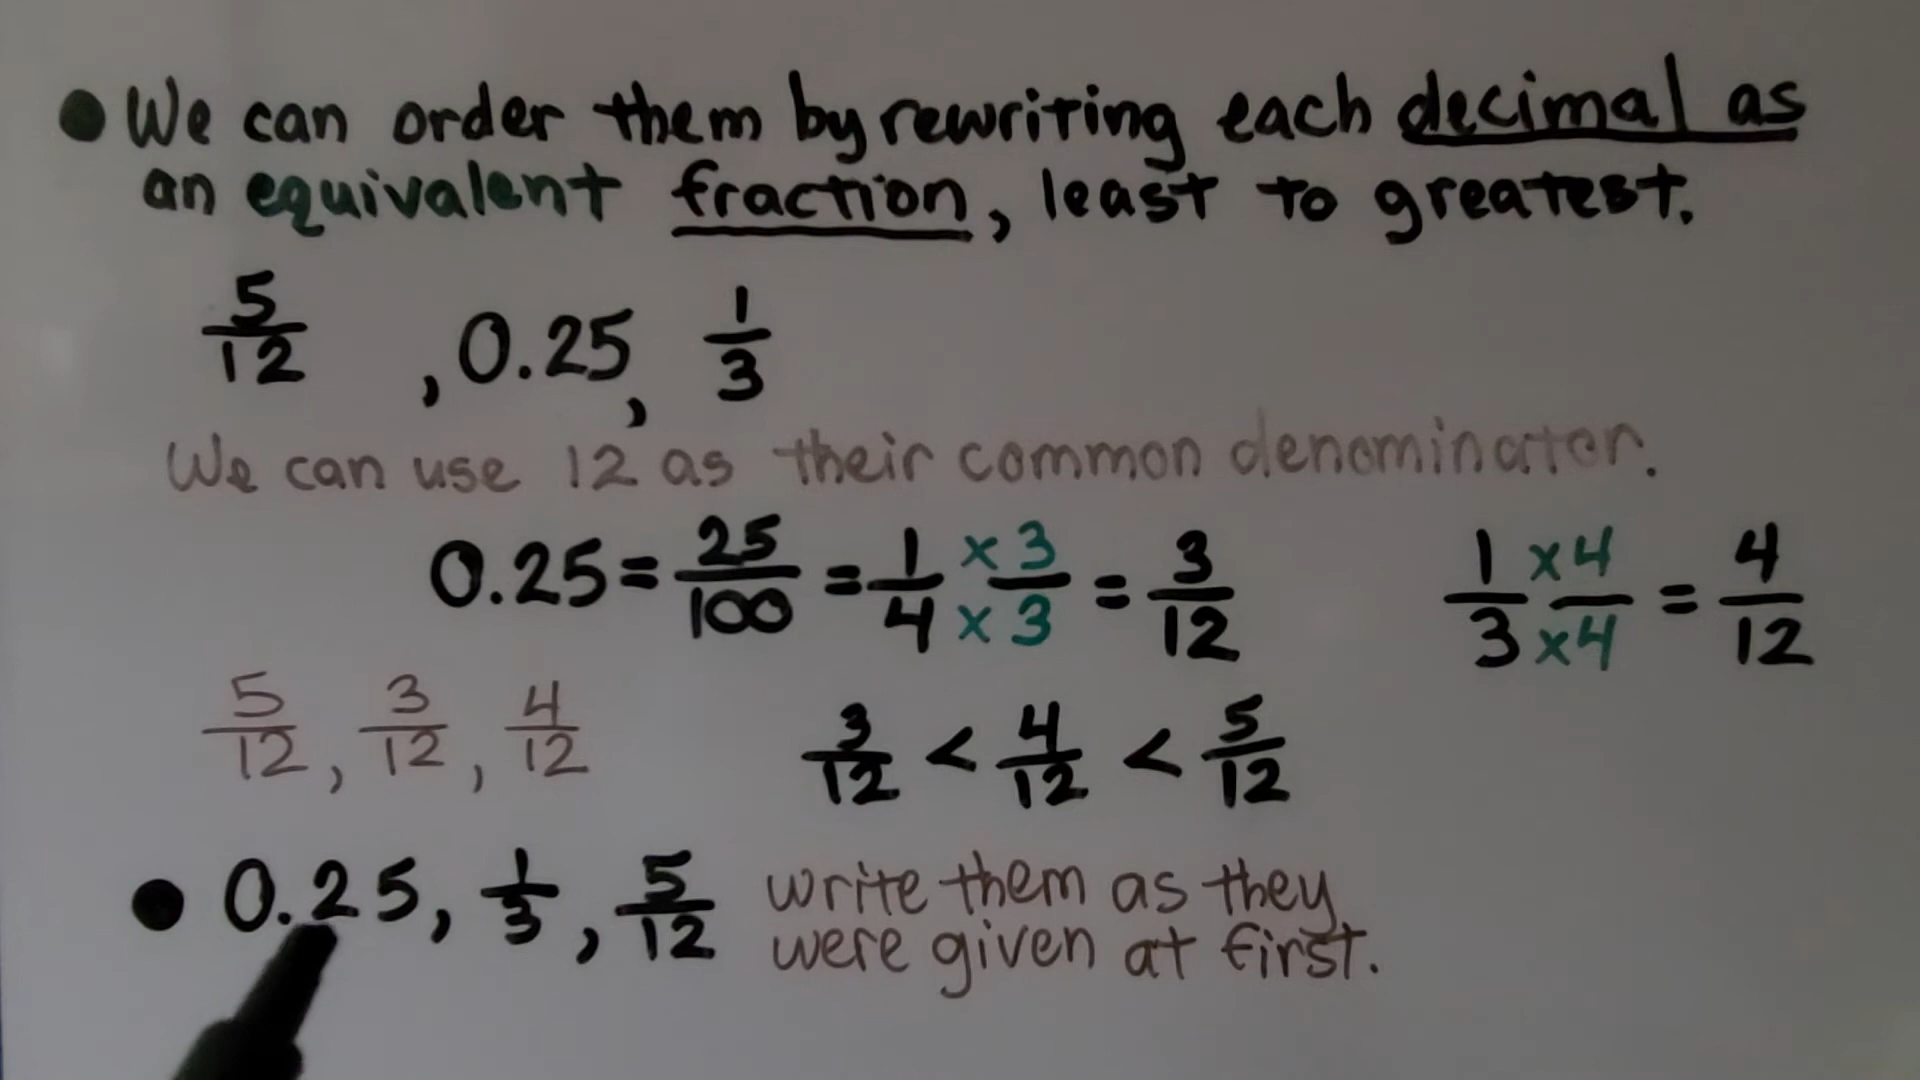 ● We can order them by rewriting each decimal as
an equivalent fraction, least to greatest.
5/12, 0.25, 1/3
We can use 12 as their common denominator.
0.25 = 25/100 = 1/4 ×3/×3 = 3/12 1/3 ×4/×4 = 4/12
5/12, 3/12, 4/12 3/12 < 4/12 < 5/12
● 0.25, 1/3, 5/12 write them as they
were given at first.